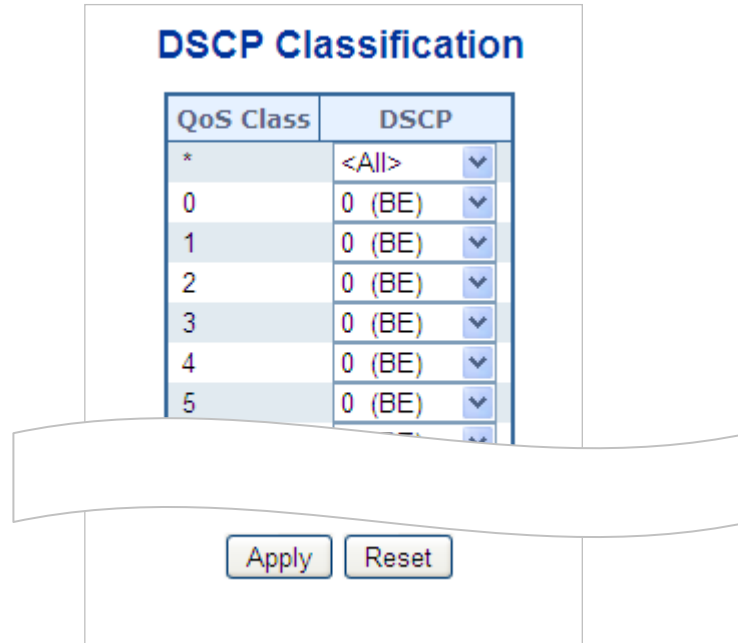 DSCP Classification
QoS Class DSCP
* <All>
0 0 (BE)
1 0 (BE)
2 0 (BE)
3 0 (BE)
4 0 (BE)
5 0 (BE)
Apply Reset